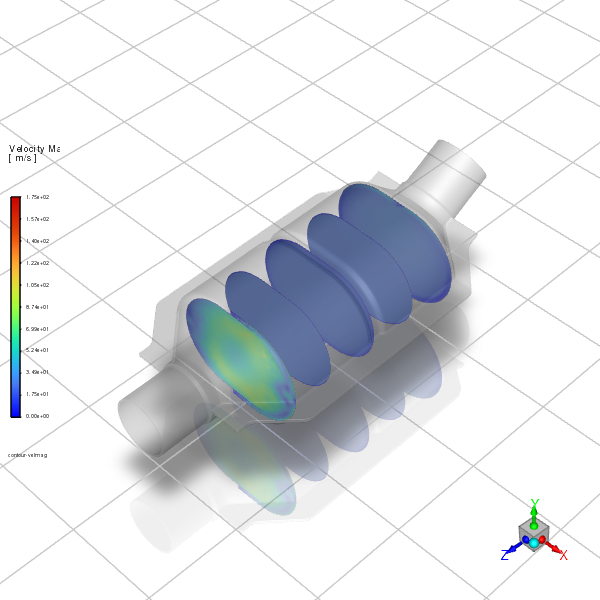 Velocity Ma
[ m/s ]
1.75e+02
1.57e+02
1.40e+02
1.22e+02
1.05e+02
8.74e+01
6.99e+01
5.24e+01
3.49e+01
1.75e+01
0.00e+00
contour-velmag
Y
Z
X